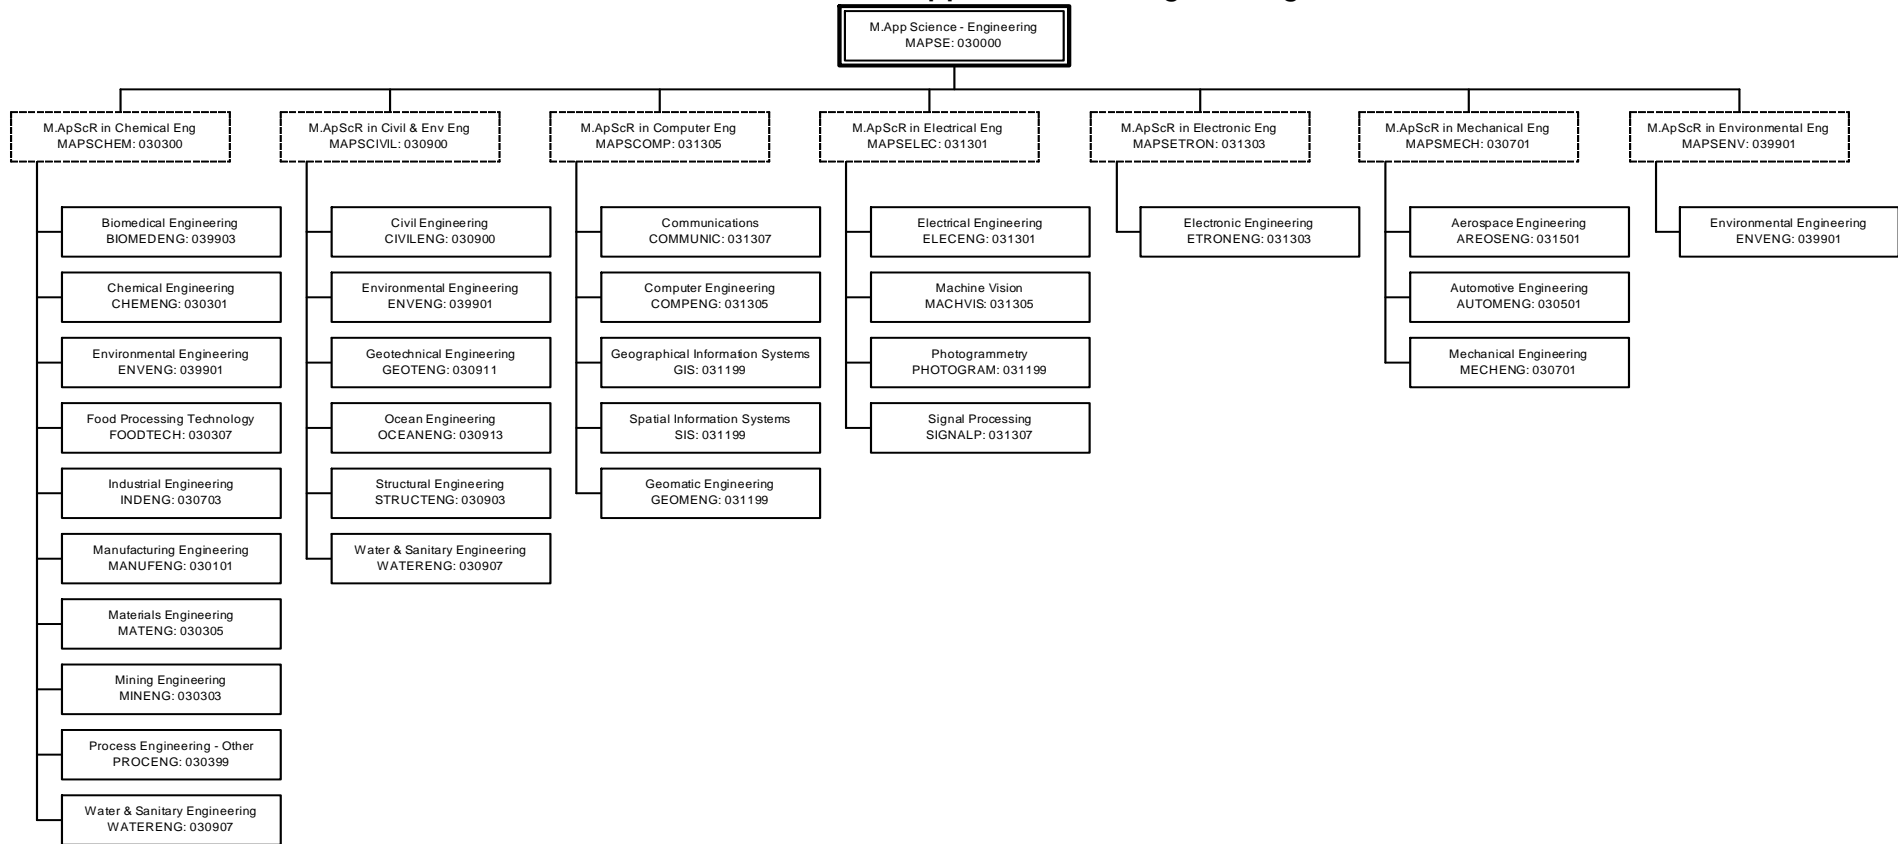 M.App Science - Engineering
MAPSE: 030000
M.ApScR in Chemical Eng
MAPSCHEM: 030300
M.ApScR in Civil & Env Eng
MAPSCIVIL: 030900
M.ApScR in Computer Eng
MAPSCOMP: 031305
M.ApScR in Electrical Eng
MAPSELEC: 031301
M.ApScR in Electronic Eng
MAPSETRON: 031303
M.ApScR in Mechanical Eng
MAPSMECH: 030701
M.ApScR in Environmental Eng
MAPSENV: 039901
Biomedical Engineering
BIOMEDENG: 039903
Chemical Engineering
CHEMENG: 030301
Environmental Engineering
ENVENG: 039901
Food Processing Technology
FOODTECH: 030307
Industrial Engineering
INDENG: 030703
Manufacturing Engineering
MANUFENG: 030101
Materials Engineering
MATENG: 030305
Mining Engineering
MINENG: 030303
Process Engineering - Other
PROCENG: 030399
Water & Sanitary Engineering
WATERENG: 030907
Civil Engineering
CIVILENG: 030900
Environmental Engineering
ENVENG: 039901
Geotechnical Engineering
GEOTENG: 030911
Ocean Engineering
OCEANENG: 030913
Structural Engineering
STRUCTENG: 030903
Water & Sanitary Engineering
WATERENG: 030907
Communications
COMMUNIC: 031307
Computer Engineering
COMPENG: 031305
Geographical Information Systems
GIS: 031199
Spatial Information Systems
SIS: 031199
Geomatic Engineering
GEOMENG: 031199
Electrical Engineering
ELECENG: 031301
Machine Vision
MACHVIS: 031305
Photogrammetry
PHOTOGRAM: 031199
Signal Processing
SIGNALP: 031307
Electronic Engineering
ETRONENG: 031303
Aerospace Engineering
AREOSENG: 031501
Automotive Engineering
AUTOMENG: 030501
Mechanical Engineering
MECHENG: 030701
Environmental Engineering
ENVENG: 039901